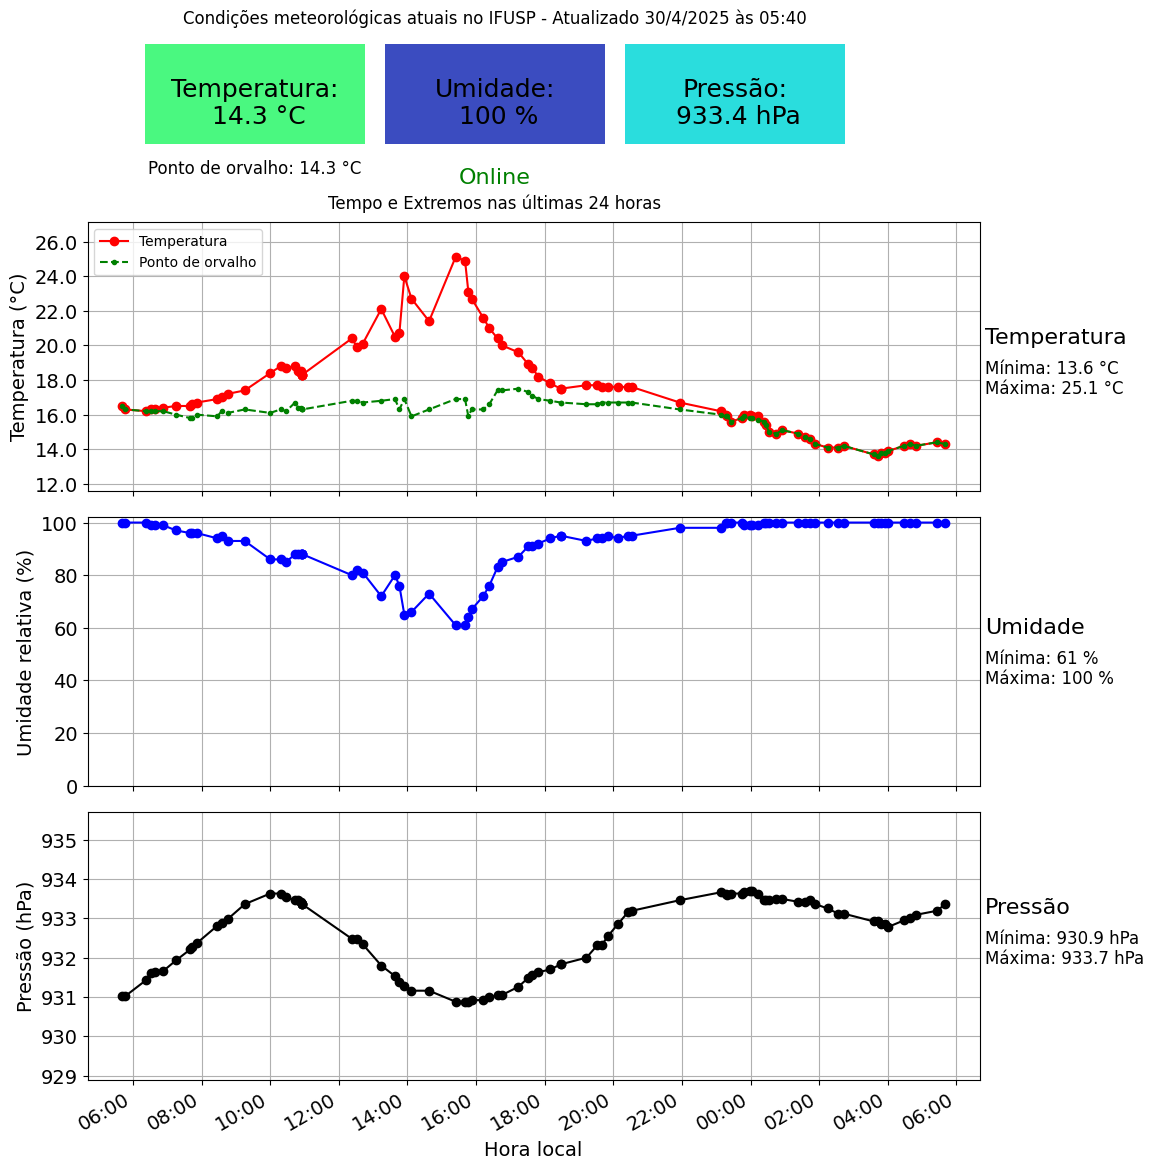 Condições meteorológicas atuais no IFUSP - Atualizado 30/4/2025 às 05:40
Temperatura:
14.3 °C
Umidade:
100 %
Pressão:
933.4 hPa
Ponto de orvalho: 14.3 °C
Online
Tempo e Extremos nas últimas 24 horas
Temperatura (°C)
26.0
24.0
22.0
20.0
18.0
16.0
14.0
12.0
Temperatura
Ponto de orvalho
Temperatura
Mínima: 13.6 °C
Máxima: 25.1 °C
Umidade relativa (%)
100
80
60
40
20
0
Umidade
Mínima: 61 %
Máxima: 100 %
Pressão (hPa)
935
934
933
932
931
930
929
Pressão
Mínima: 930.9 hPa
Máxima: 933.7 hPa
06:00
08:00
10:00
12:00
14:00
16:00
18:00
20:00
22:00
00:00
02:00
04:00
06:00
Hora local